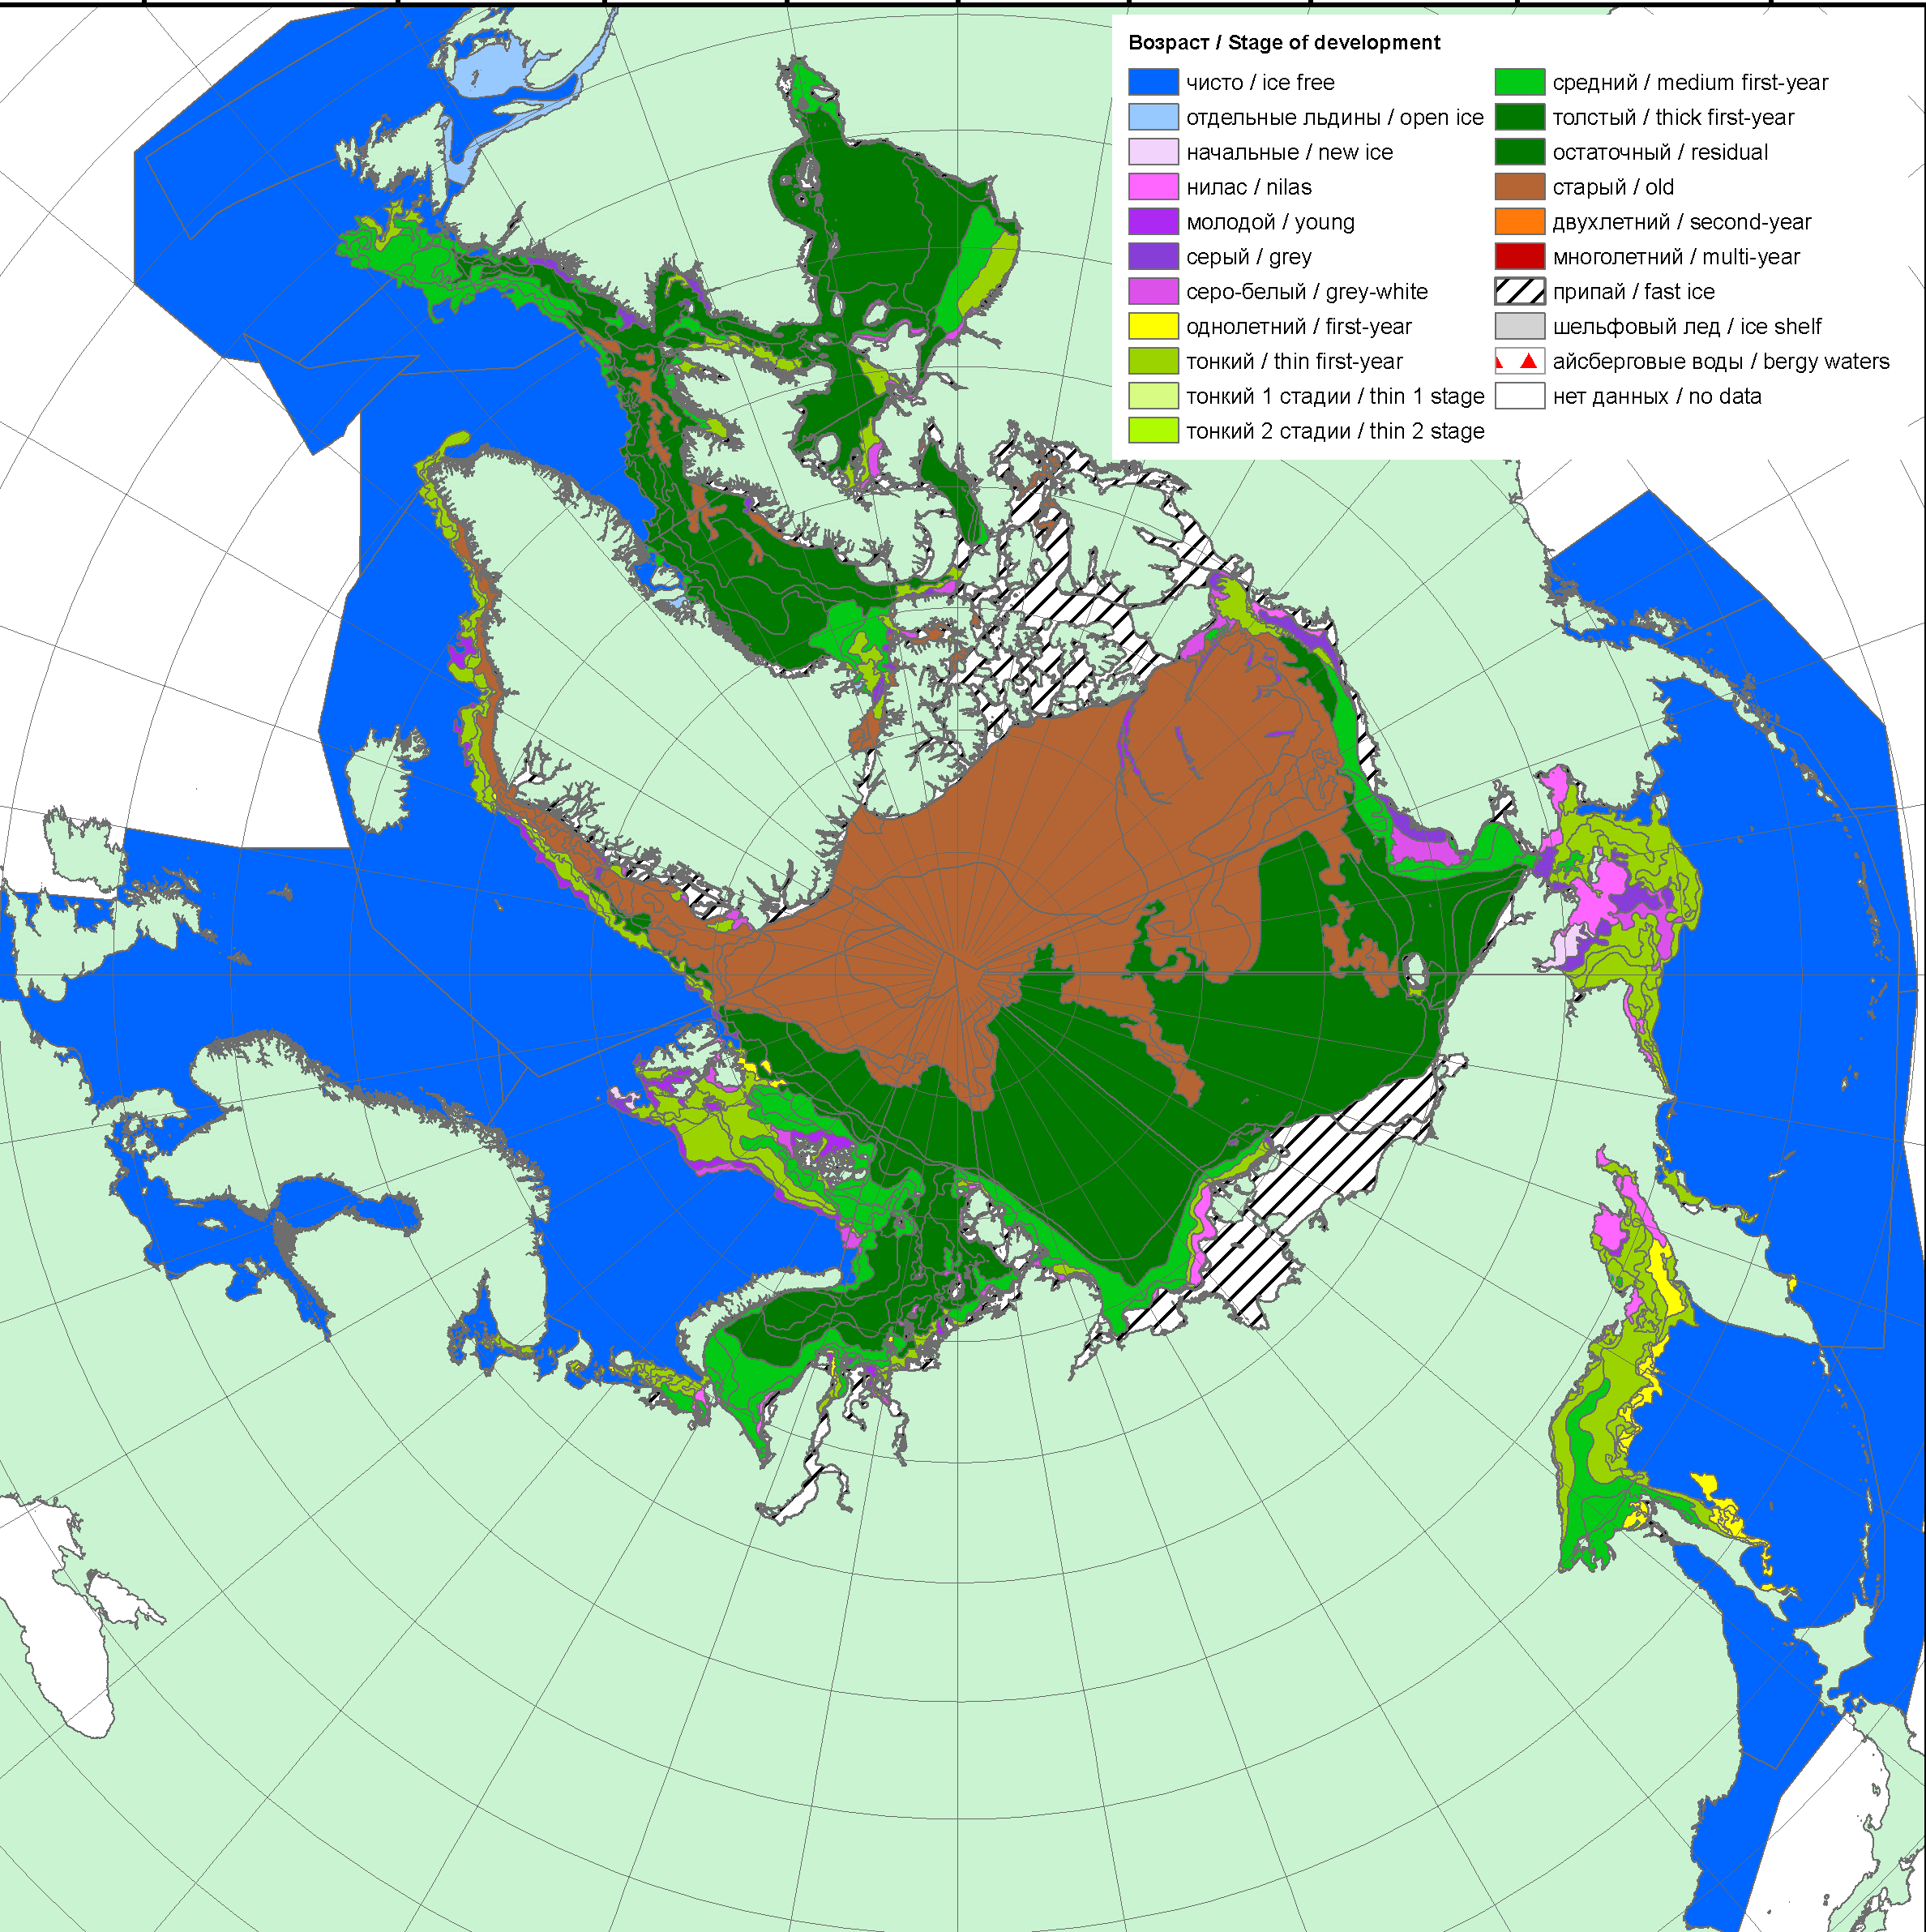 Возраст / Stage of development
чисто / ice free
отдельные льдины / open ice
начальные / new ice
нилас / nilas
молодой / young
серый / grey
серо-белый / grey-white
однолетний / first-year
тонкий / thin first-year
тонкий 1 стадии / thin 1 stage
тонкий 2 стадии / thin 2 stage
средний / medium first-year
толстый / thick first-year
остаточный / residual
старый / old
двухлетний / second-year
многолетний / multi-year
припай / fast ice
шельфовый лед / ice shelf
айсберговые воды / bergy waters
нет данных / no data